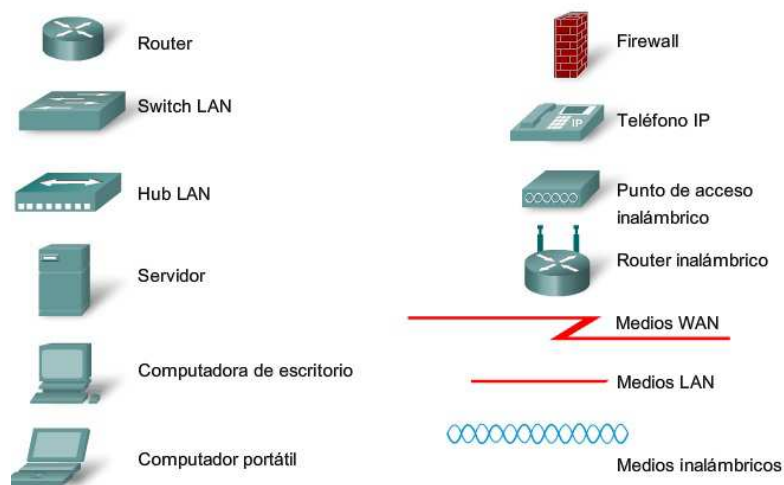 Router
Switch LAN
Hub LAN
Servidor
Computadora de escritorio
Computador portátil
Firewall
Teléfono IP
IP
Punto de acceso
inalámbrico
Router inalámbrico
Medios WAN
Medios LAN
Medios inalámbricos